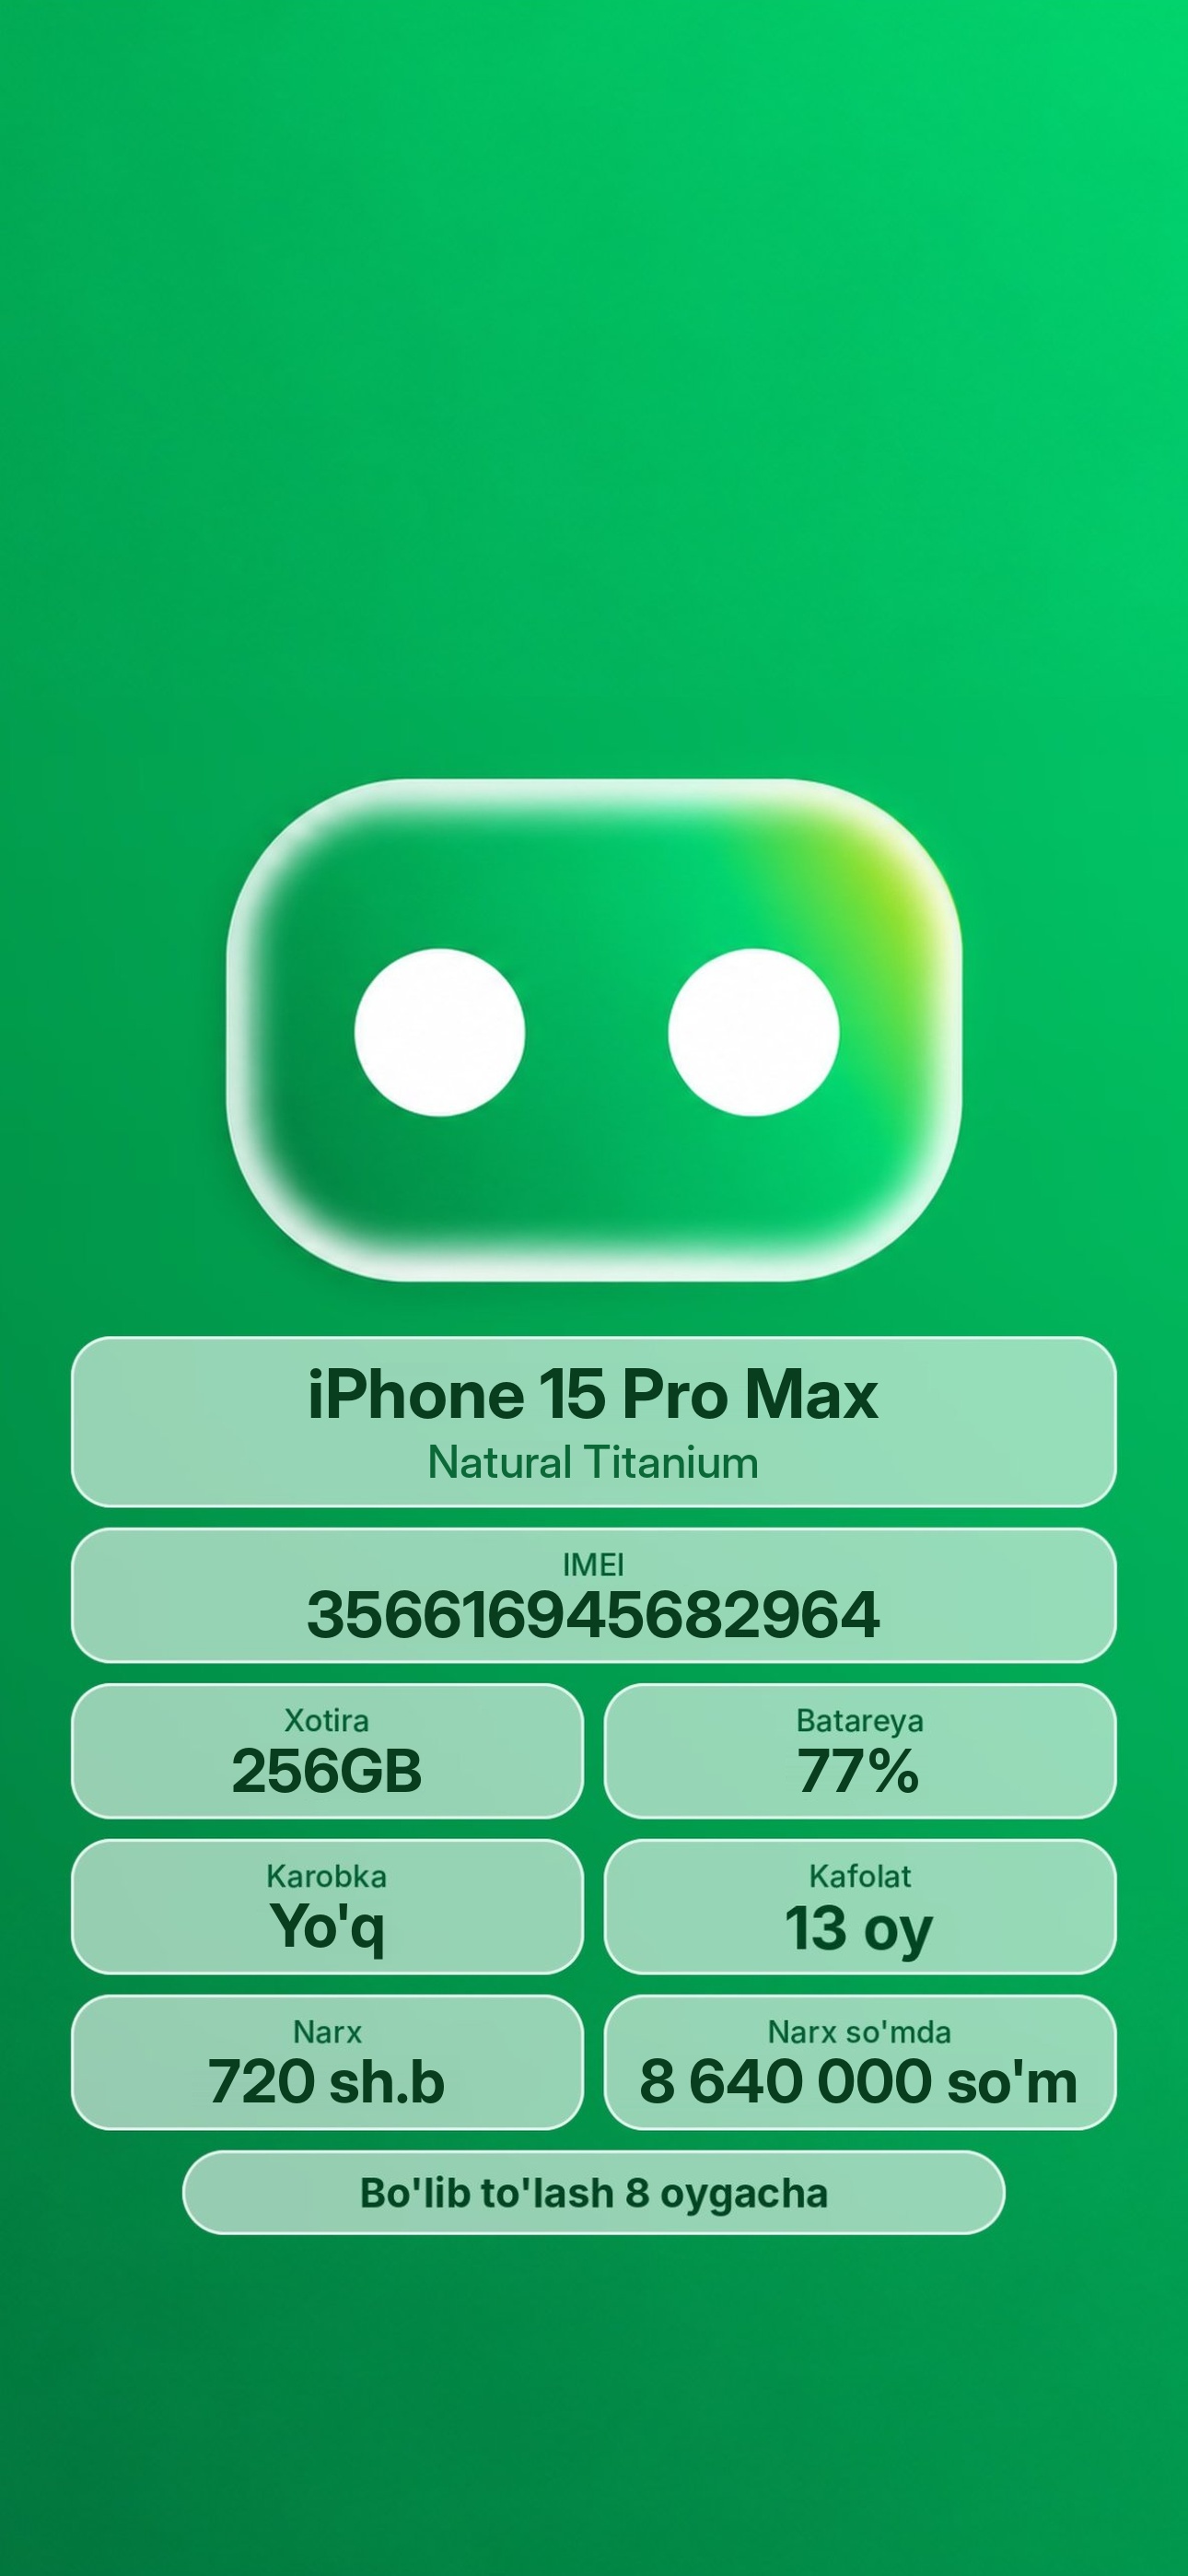 iPhone 15 Pro Max
Natural Titanium
IMEI
356616945682964
Xotira
256GB
Batareya
77%
Karobka
Yo'q
Kafolat
13 oy
Narx
720 sh.b
Narx so'mda
8 640 000 so'm
Bo'lib to'lash 8 oygacha